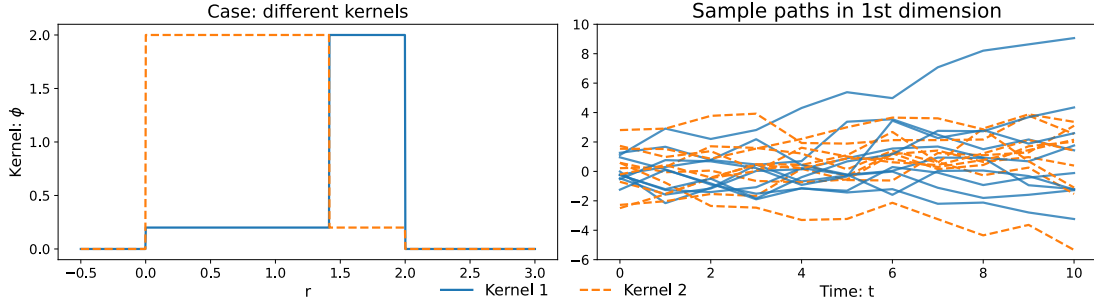 Case: different kernels
Kernel: ϕ
2.0
1.5
1.0
0.5
0.0
−0.5 0.0 0.5 1.0 1.5 2.0 2.5 3.0
r
Sample paths in 1st dimension
10
8
6
4
2
0
−2
−4
−6
0 2 4 6 8 10
Time: t
Kernel 1 Kernel 2